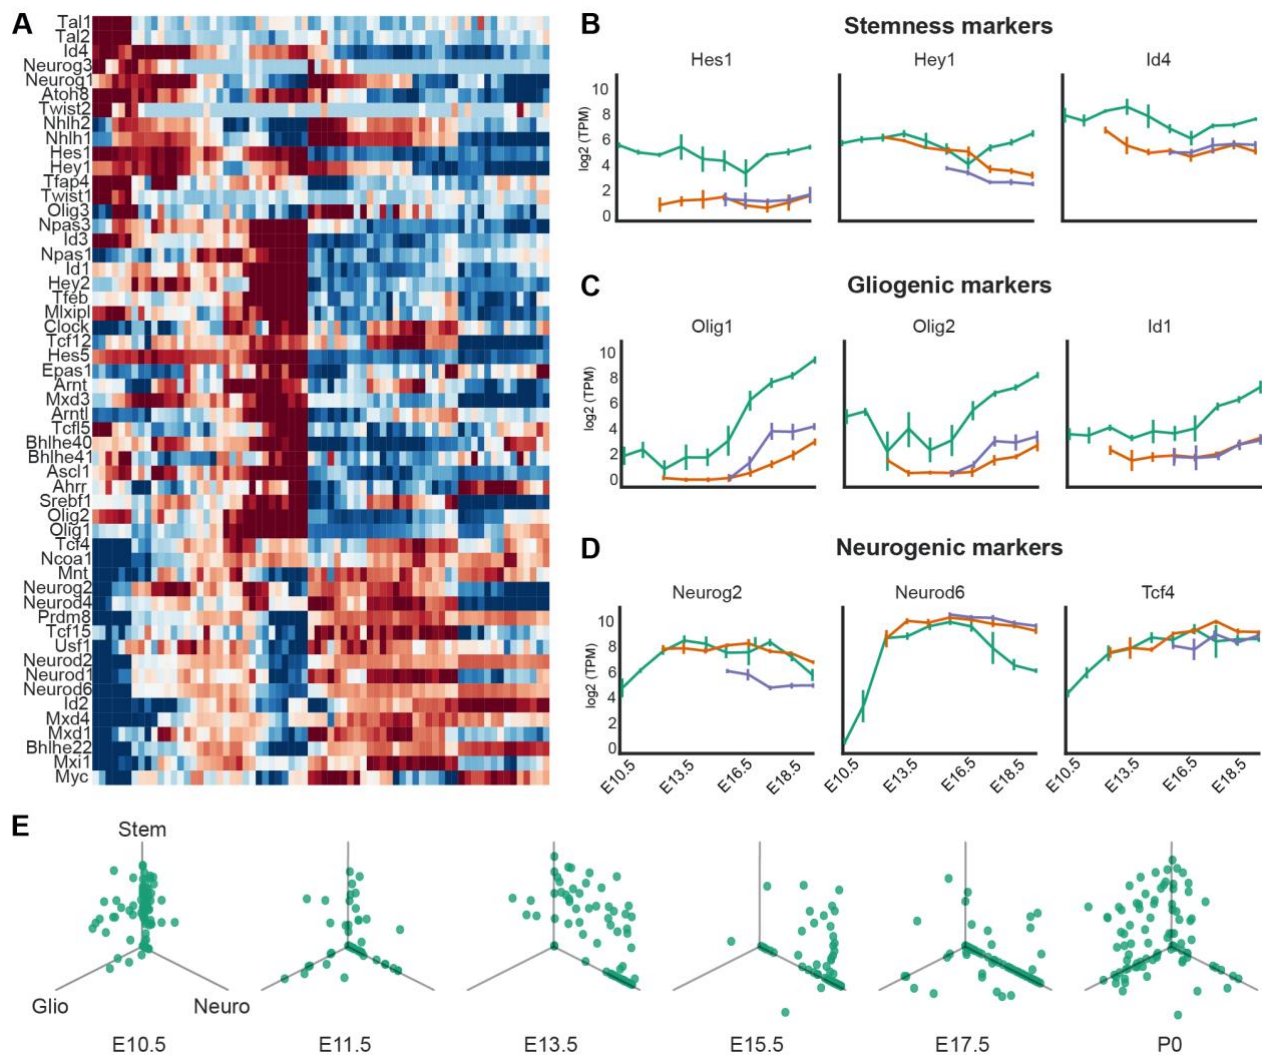 A
Tal1
Tal2
Id4
Neurog3
Neurog1
Atoh8
Twist2
Nhlh2
Nhlh1
Hes1
Hey1
Tfap4
Twist1
Olig3
Npas3
Id3
Npas1
Id1
Hey2
Tfeb
Mlxipl
Clock
Tcf12
Hes5
Epas1
Arnt
Mxd3
Arntl
Tcfl5
Bhlhe40
Bhlhe41
Ascl1
Ahrr
Srebf1
Olig2
Olig1
Tcf4
Ncoa1
Mnt
Neurog2
Neurod4
Prdm8
Tcf15
Usf1
Neurod2
Neurod1
Neurod6
Id2
Mxd4
Mxd1
Bhlhe22
Mxi1
Myc
B
Stemness markers
Hes1 Hey1 Id4
log2 (TPM)
10
8
6
4
2
0
C
Gliogenic markers
Olig1 Olig2 Id1
log2 (TPM)
10
8
6
4
2
0
D
Neurogenic markers
Neurog2 Neurod6 Tcf4
log2 (TPM)
10
8
6
4
2
0
E10.5 E13.5 E16.5 E18.5 E10.5 E13.5 E16.5 E18.5 E10.5 E13.5 E16.5 E18.5
E
Stem
Glio Neuro
E10.5 E11.5 E13.5 E15.5 E17.5 P0